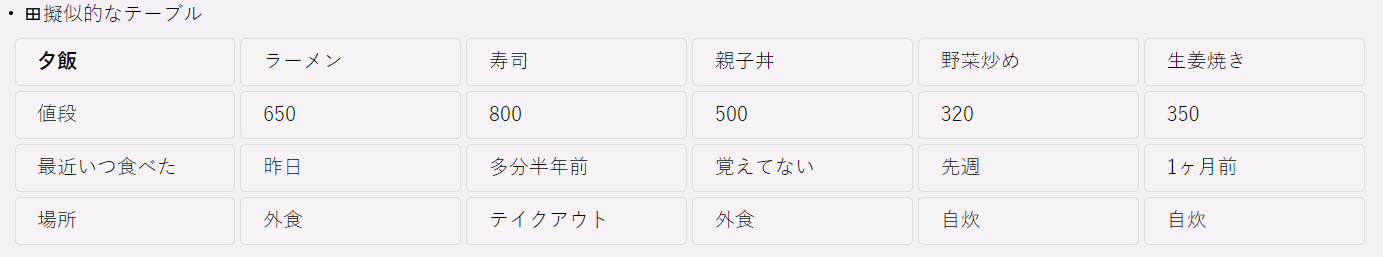 擬似的なテーブル
夕飯 ラーメン 寿司 親子丼 野菜炒め 生姜焼き
値段 650 800 500 320 350
最近いつ食べた 昨日 多分半年前 覚えてない 先週 1ヶ月前
場所 外食 テイクアウト 外食 自炊 自炊